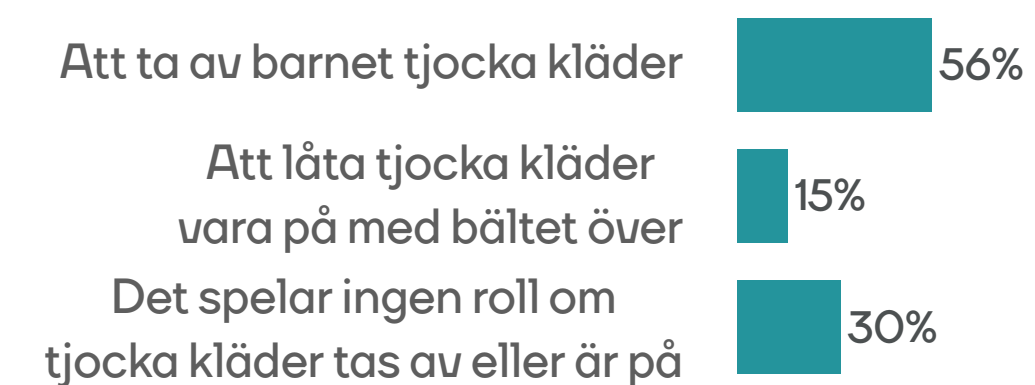 Att ta av barnet tjocka kläder
56%
Att låta tjocka kläder
vara på med bältet över
15%
Det spelar ingen roll om
tjocka kläder tas av eller är på
30%